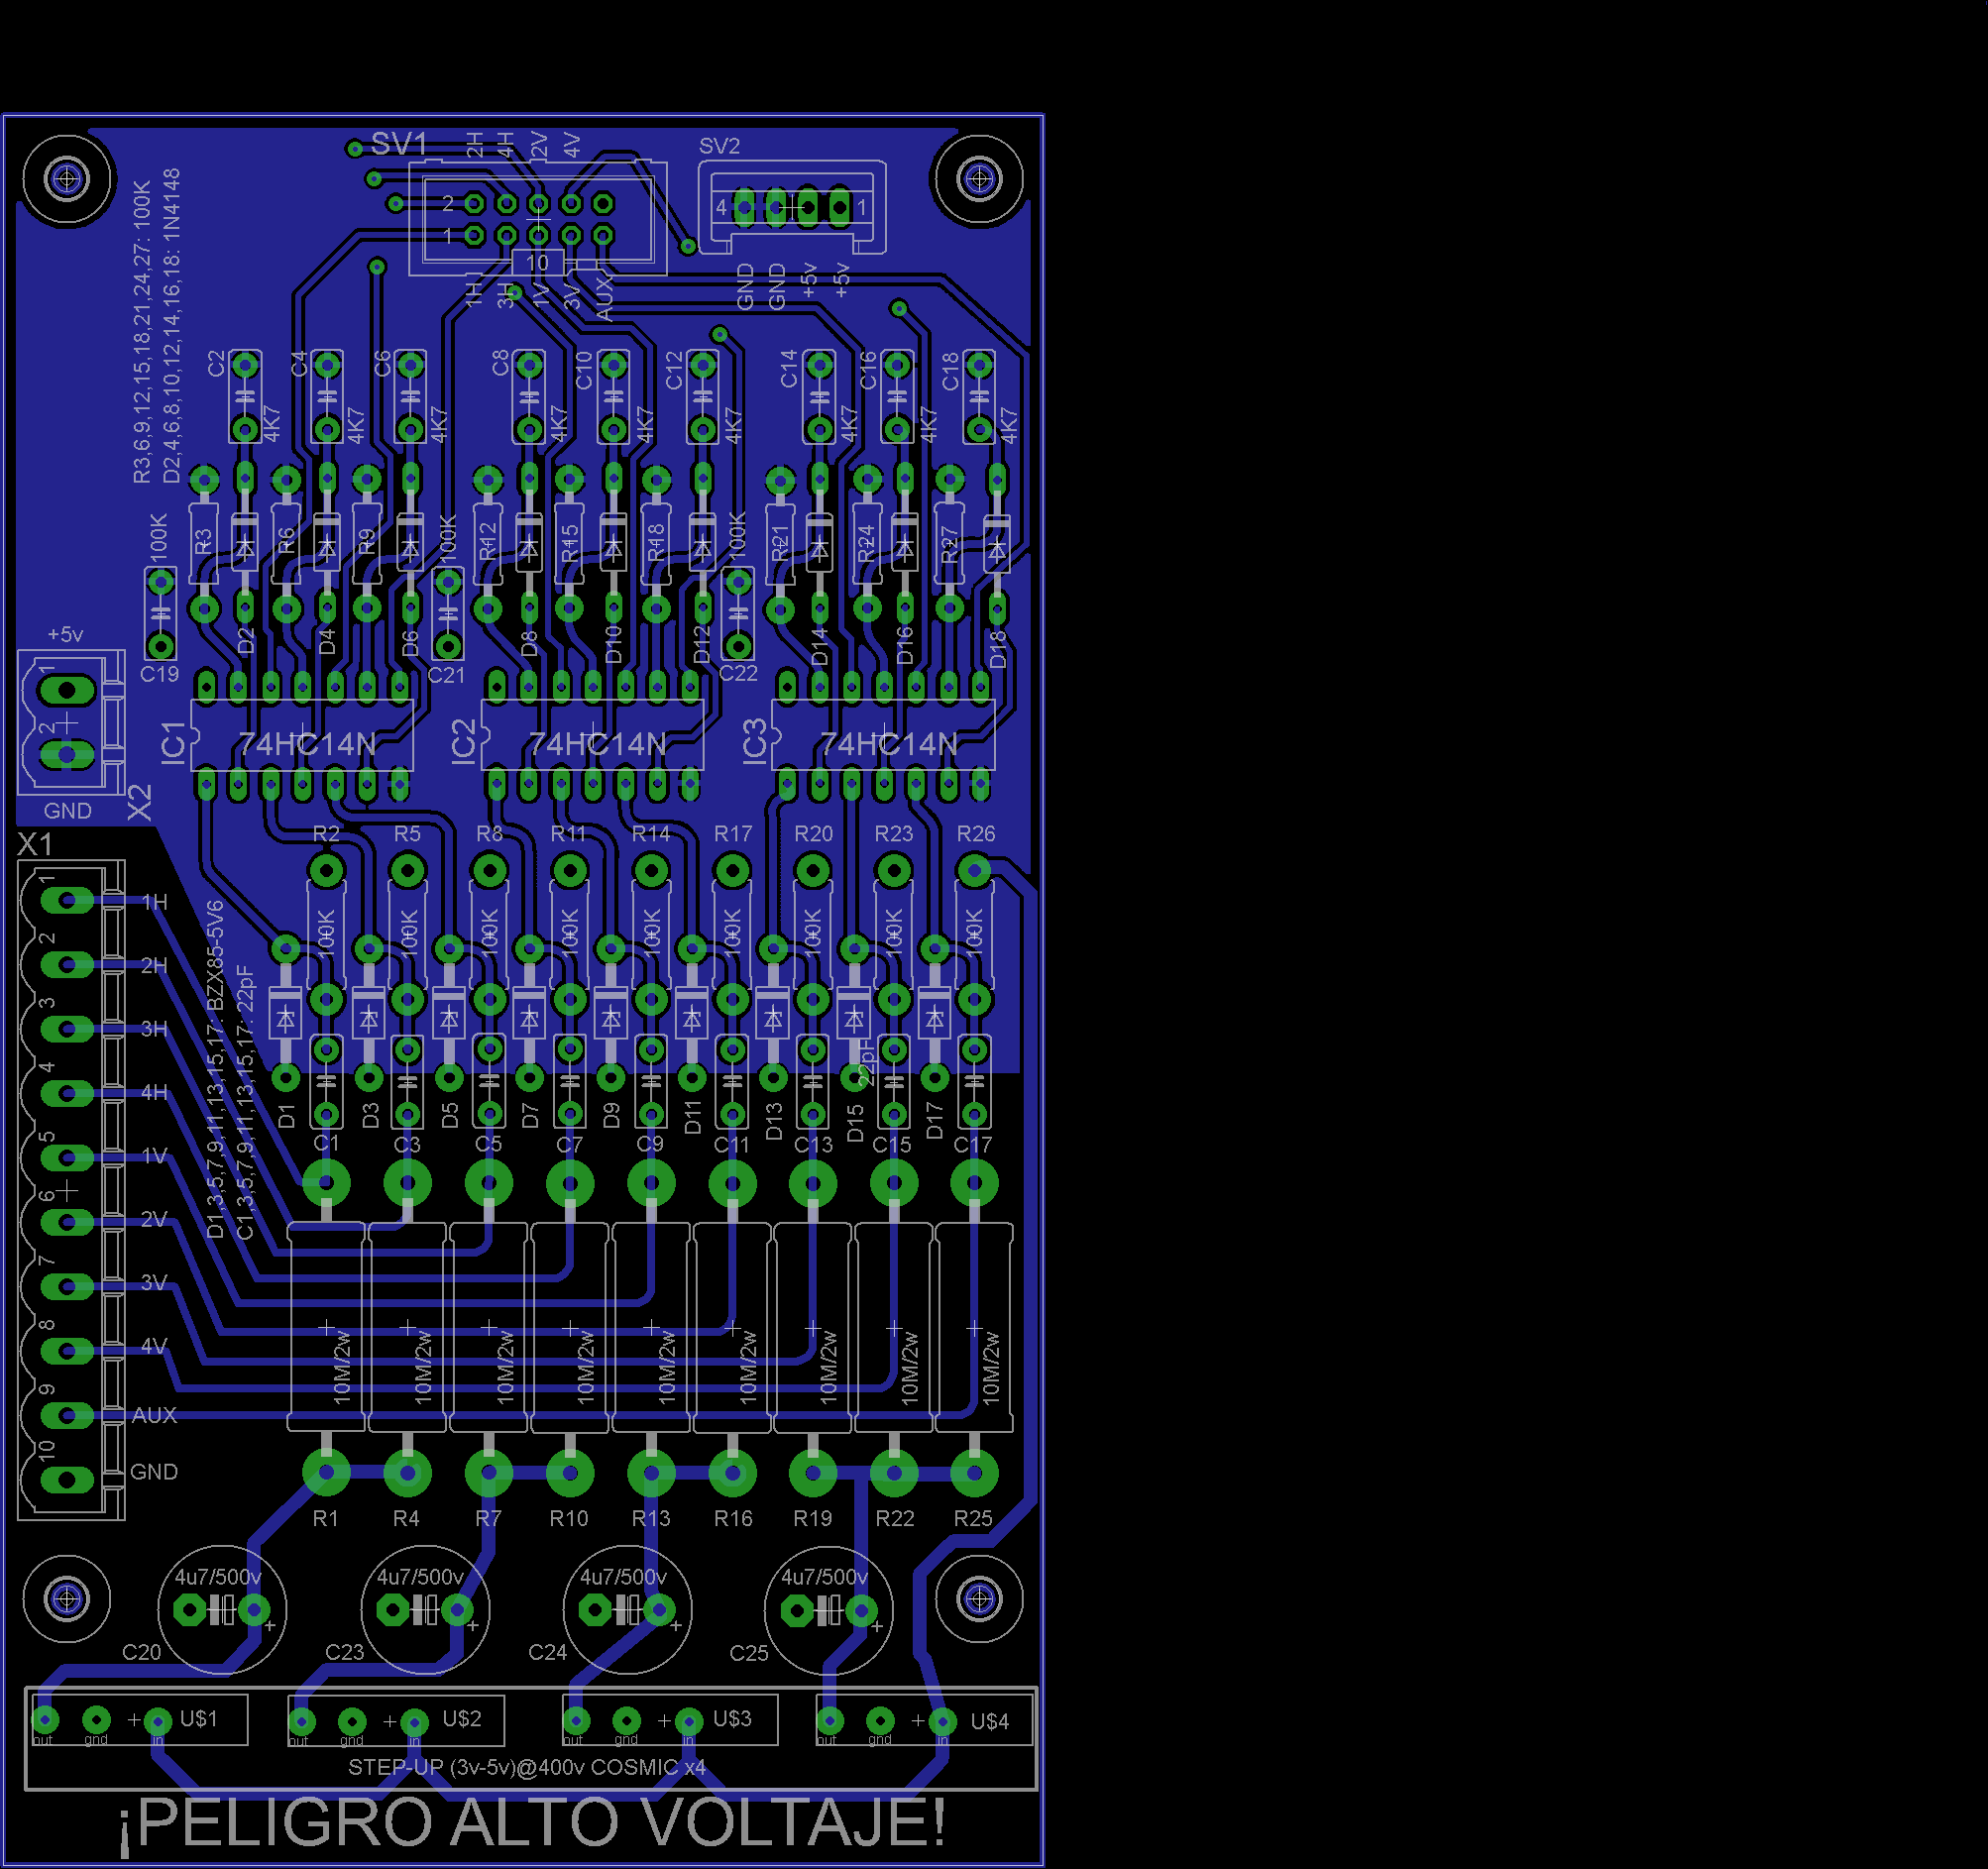 SV1
2H
4H
2V
4V
SV2
2
1
10
4
1
1H
3H
1V
3V
AUX
GND
GND
+5v
+5v
R3,6,9,12,15,18,21,24,27: 100K
D2,4,6,8,10,12,14,16,18: 1N4148
C2
C4
C6
C8
C10
C12
C14
C16
C18
4K7
4K7
4K7
4K7
4K7
4K7
4K7
4K7
4K7
100K
R3
R6
R9
100K
R12
R15
R18
100K
R21
R24
R27
D2
D4
D6
D8
D10
D12
D14
D16
D18
C19
C21
C22
+5v
1
2
GND
X2
IC1
74HC14N
IC2
74HC14N
IC3
74HC14N
X1
R2
R5
R8
R11
R14
R17
R20
R23
R26
100K
100K
100K
100K
100K
100K
100K
100K
100K
1
1H
2
2H
3
3H
4
4H
5
1V
6
2V
7
3V
8
4V
9
AUX
10
GND
D1,3,5,7,9,11,13,15,17: BZX85-5V6
C1,3,5,7,9,11,13,15,17: 22pF
22pF
D1
D3
D5
D7
D9
D11
D13
D15
D17
C1
C3
C5
C7
C9
C11
C13
C15
C17
10M/2w
10M/2w
10M/2w
10M/2w
10M/2w
10M/2w
10M/2w
10M/2w
10M/2w
R1
R4
R7
R10
R13
R16
R19
R22
R25
4u7/500v
4u7/500v
4u7/500v
4u7/500v
+
+
+
+
C20
C23
C24
C25
+ U$1
+ U$2
+ U$3
+ U$4
out gnd in
out gnd in
out gnd in
out gnd in
STEP-UP (3v-5v)@400v COSMIC x4
¡PELIGRO ALTO VOLTAJE!